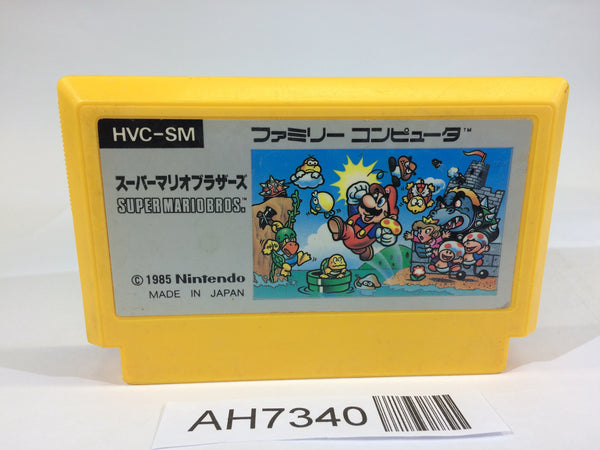 HVC-SM
ファミリー コンピュータ™
スーパーマリオブラザーズ
SUPER MARIO BROS.™
© 1985 Nintendo
MADE IN JAPAN
AH7340